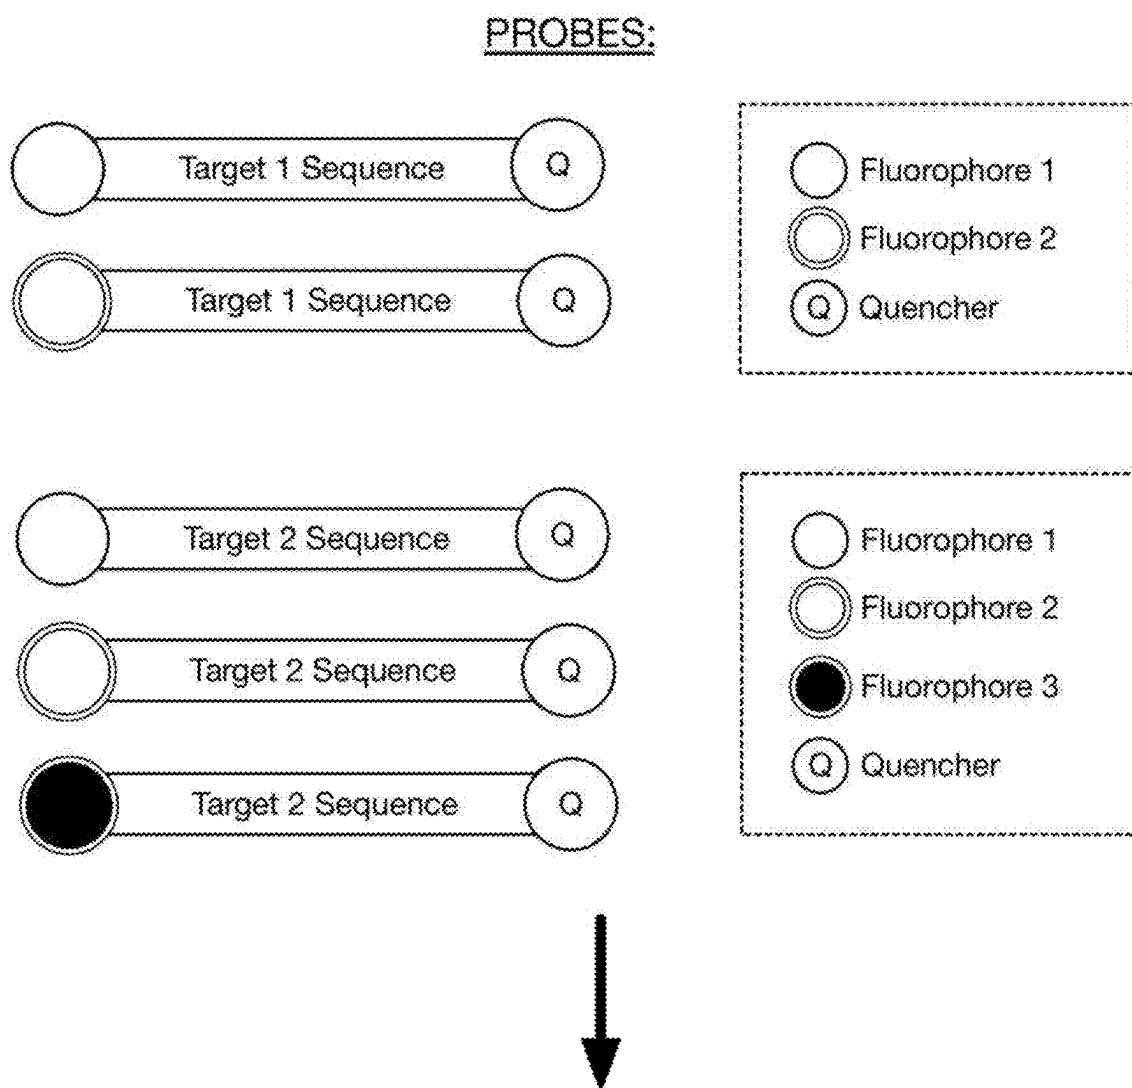 PROBES:
Target 1 Sequence
Q
Target 1 Sequence
Q
Fluorophore 1
Fluorophore 2
Q Quencher
Target 2 Sequence
Q
Target 2 Sequence
Q
Target 2 Sequence
Q
Fluorophore 1
Fluorophore 2
Fluorophore 3
Q Quencher